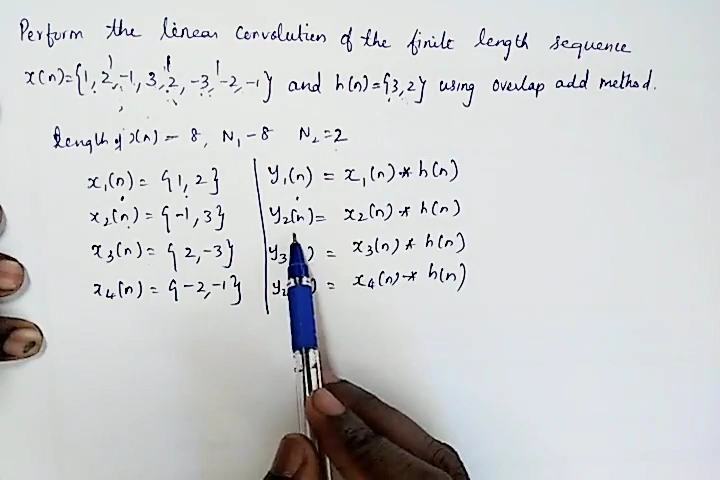 Perform the linear convolution of the finite length sequence
x(n)={1, 2, -1, 3, 2, -3, -2, -1} and h(n)={3, 2} using overlap add method.
Length of x(n) = 8, N₁ - 8 N₂ = 2
x₁(n) = {1, 2} y₁(n) = x₁(n) * h(n)
x₂(n) = {-1, 3} y₂(n) = x₂(n) * h(n)
x₃(n) = {2, -3} y₃ ) = x₃(n) * h(n)
x₄(n) = {-2, -1} ) = x₄(n) * h(n)